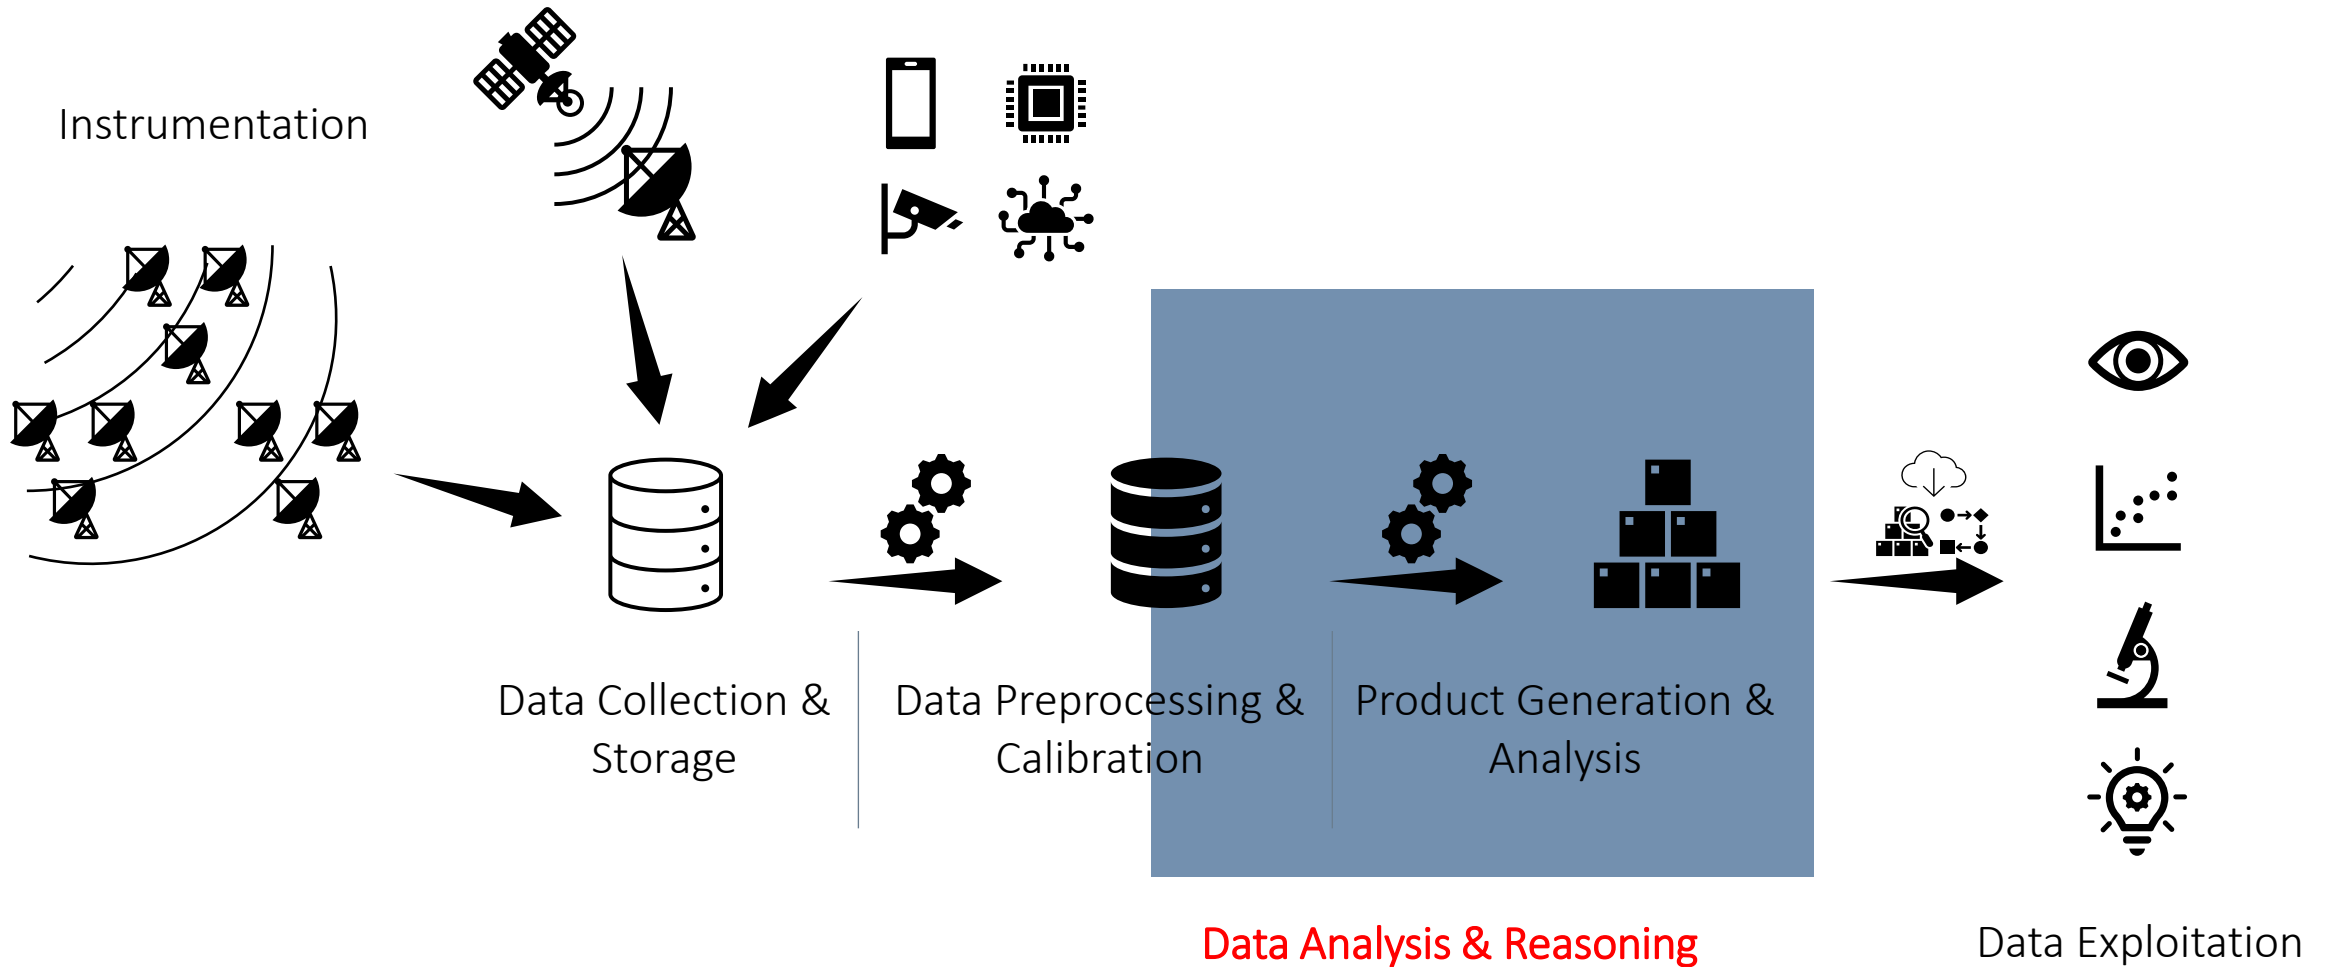 Instrumentation
Data Collection &
Storage
Data Preprocessing &
Calibration
Product Generation &
Analysis
Data Analysis & Reasoning
Data Exploitation